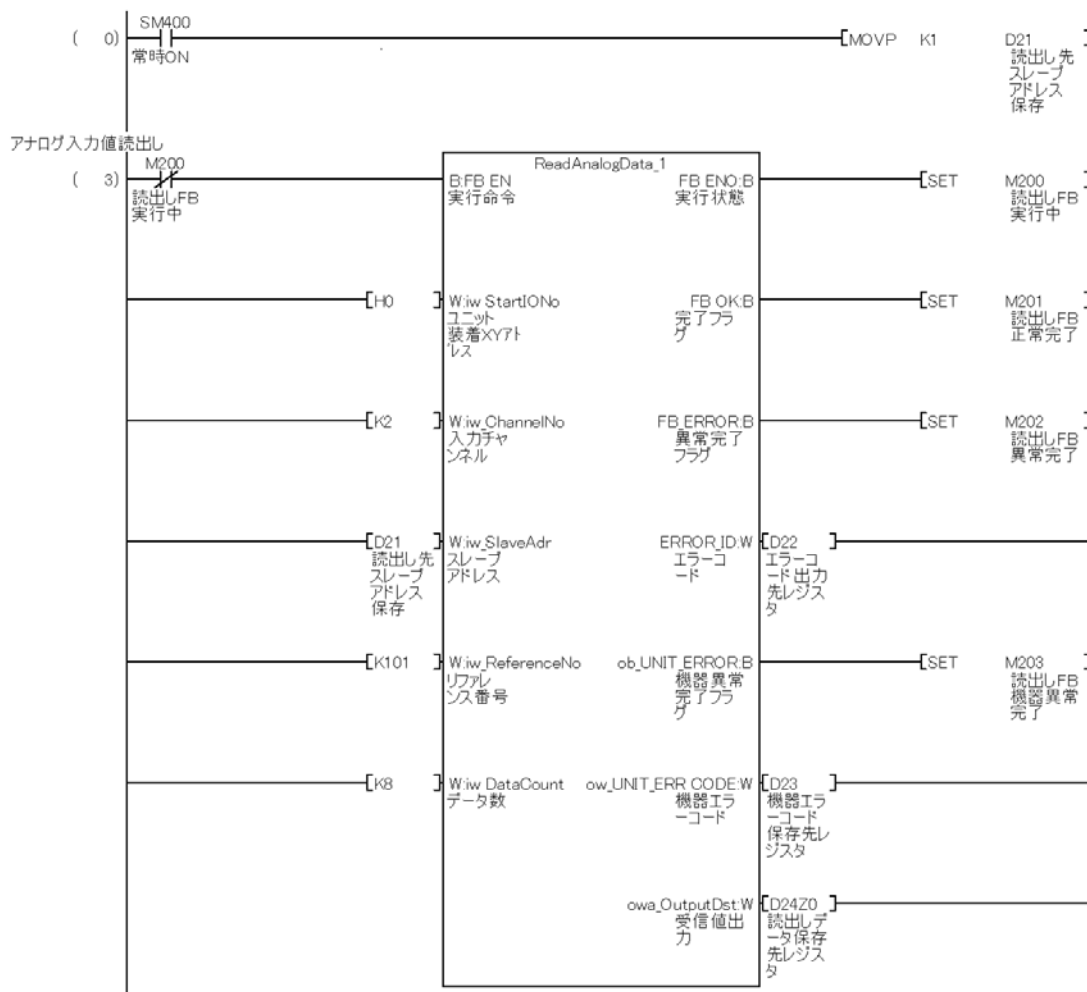 SM400
( 0)
常時ON
[MOVP K1 D21 ]
読出し先
スレーブ
アドレス
保存
アナログ入力値読出し
M200
( 3)
読出しFB
実行中
ReadAnalogData_1
B:FB_EN
実行命令
FB_ENO:B
実行状態
[SET M200 ]
読出しFB
実行中
[H0 ]
W:iw_StartIONo
ユニット
装着XYアド
レス
FB_OK:B
完了フラ
グ
[SET M201 ]
読出しFB
正常完了
[K2 ]
W:iw_ChannelNo
入力チャ
ンネル
FB_ERROR:B
異常完了
フラグ
[SET M202 ]
読出しFB
異常完了
[D21 ]
読出し先
スレーブ
アドレス
保存
W:iw_SlaveAdr
スレーブ
アドレス
ERROR_ID:W
エラーコ
ード
[D22 ]
エラーコ
ード出力
先レジス
タ
[K101 ]
W:iw_ReferenceNo
リファレ
ンス番号
ob_UNIT_ERROR:B
機器異常
完了フラ
グ
[SET M203 ]
読出しFB
機器異常
完了
[K8 ]
W:iw_DataCount
データ数
ow_UNIT_ERR_CODE:W
機器エラ
ーコード
[D23 ]
機器エラ
ーコード
保存先レ
ジスタ
owa_OutputDst:W
受信値出
力
[D24Z0 ]
読出しデ
ータ保存
先レジス
タ